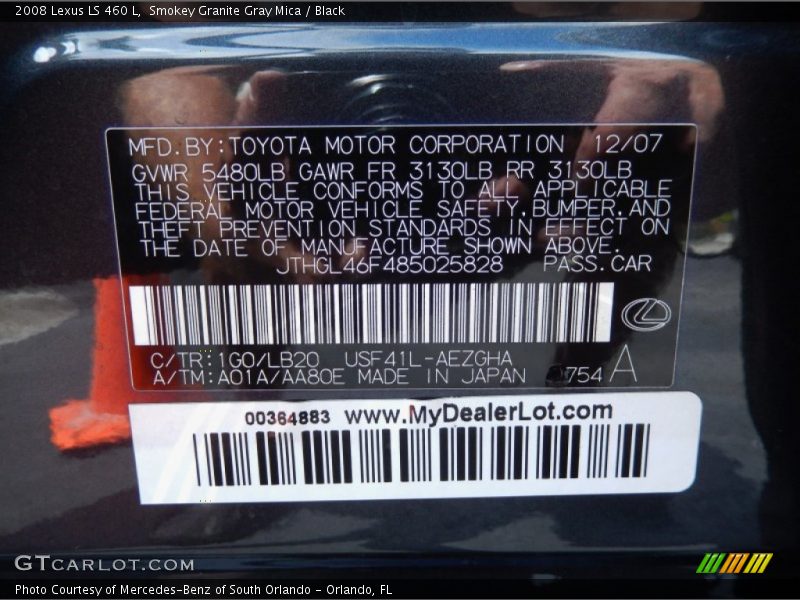 2008 Lexus LS 460 L, Smokey Granite Gray Mica / Black
MFD. BY: TOYOTA MOTOR CORPORATION 12/07
GVWR 5480LB GAWR FR 3130LB RR 3130LB
THIS VEHICLE CONFORMS TO ALL APPLICABLE
FEDERAL MOTOR VEHICLE SAFETY, BUMPER, AND
THEFT PREVENTION STANDARDS IN EFFECT ON
THE DATE OF MANUFACTURE SHOWN ABOVE.
JTHGL46F485025828 PASS. CAR
C/TR: 1G0/LB20 USF41L-AEZGHA
A/TM: A01A/AA80E MADE IN JAPAN 754 A
00364883 www.MyDealerLot.com
GTCARLOT.COM
Photo Courtesy of Mercedes-Benz of South Orlando - Orlando, FL